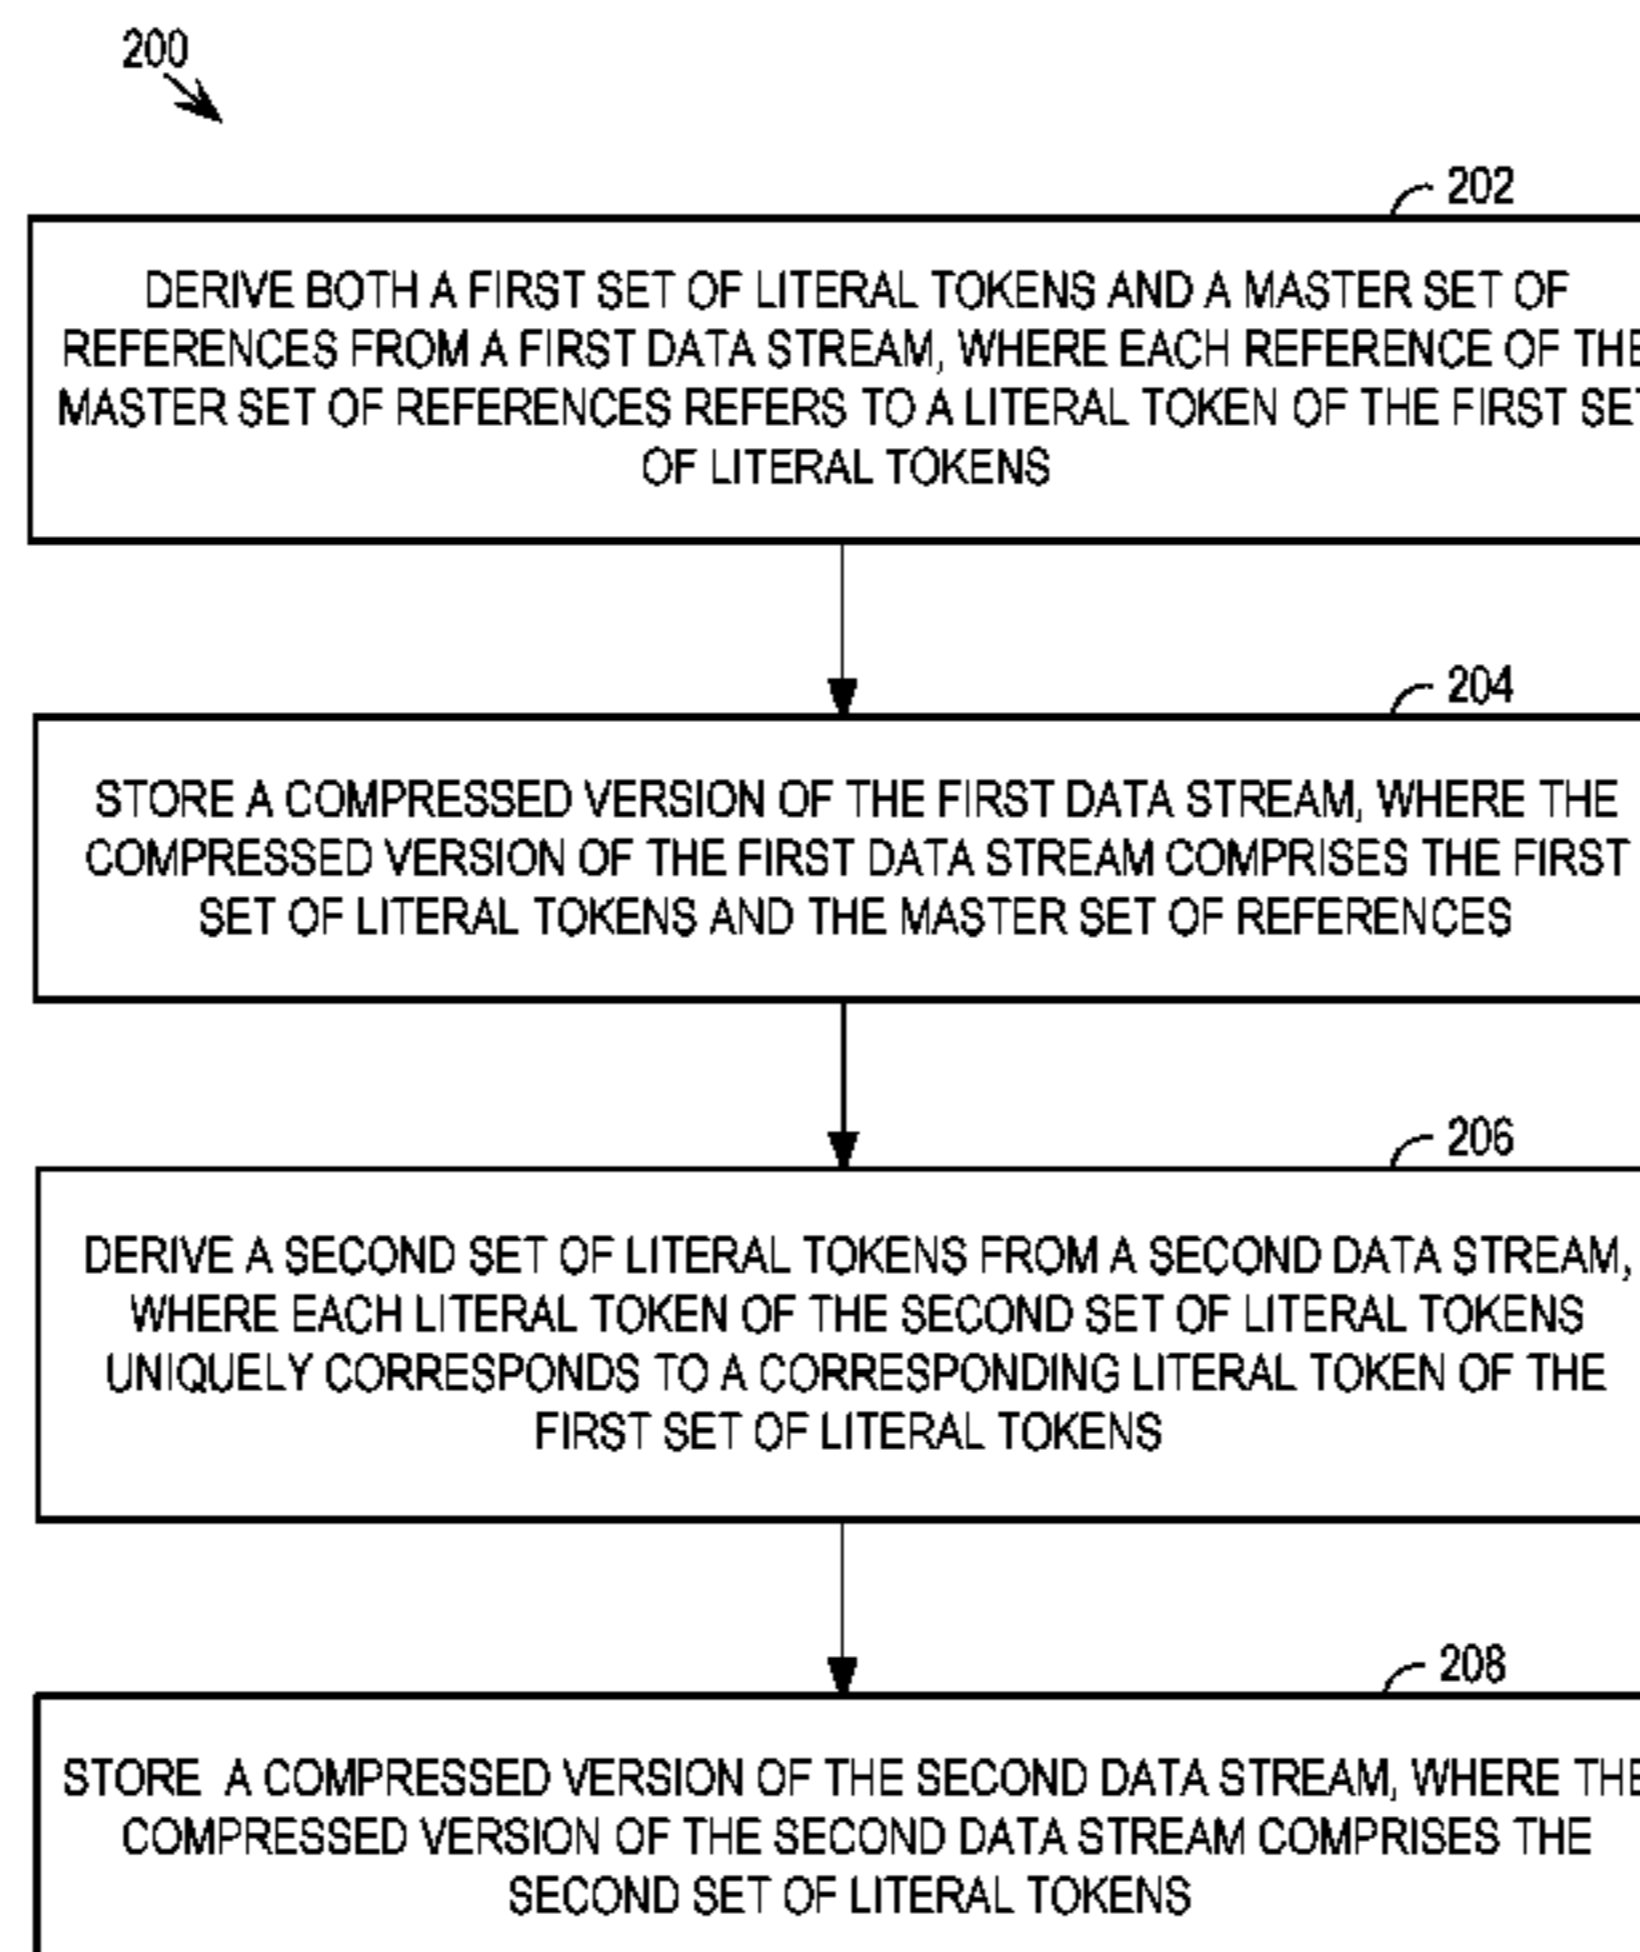 200
202
DERIVE BOTH A FIRST SET OF LITERAL TOKENS AND A MASTER SET OF
REFERENCES FROM A FIRST DATA STREAM, WHERE EACH REFERENCE OF THE
MASTER SET OF REFERENCES REFERS TO A LITERAL TOKEN OF THE FIRST SET
OF LITERAL TOKENS
204
STORE A COMPRESSED VERSION OF THE FIRST DATA STREAM, WHERE THE
COMPRESSED VERSION OF THE FIRST DATA STREAM COMPRISES THE FIRST
SET OF LITERAL TOKENS AND THE MASTER SET OF REFERENCES
206
DERIVE A SECOND SET OF LITERAL TOKENS FROM A SECOND DATA STREAM,
WHERE EACH LITERAL TOKEN OF THE SECOND SET OF LITERAL TOKENS
UNIQUELY CORRESPONDS TO A CORRESPONDING LITERAL TOKEN OF THE
FIRST SET OF LITERAL TOKENS
208
STORE A COMPRESSED VERSION OF THE SECOND DATA STREAM, WHERE THE
COMPRESSED VERSION OF THE SECOND DATA STREAM COMPRISES THE
SECOND SET OF LITERAL TOKENS